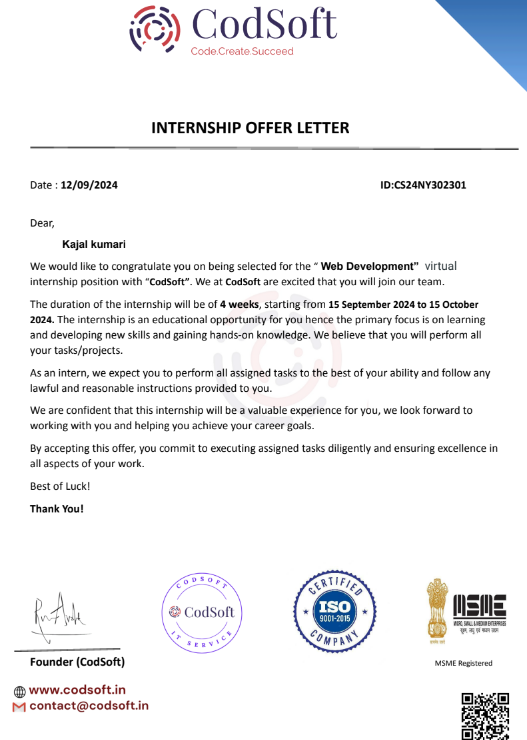 CodSoft
Code.Create.Succeed
INTERNSHIP OFFER LETTER
Date : 12/09/2024 ID:CS24NY302301
Dear,
Kajal kumari
We would like to congratulate you on being selected for the “ Web Development" virtual
internship position with “CodSoft”. We at CodSoft are excited that you will join our team.
The duration of the internship will be of 4 weeks, starting from 15 September 2024 to 15 October
2024. The internship is an educational opportunity for you hence the primary focus is on learning
and developing new skills and gaining hands-on knowledge. We believe that you will perform all
your tasks/projects.
As an intern, we expect you to perform all assigned tasks to the best of your ability and follow any
lawful and reasonable instructions provided to you.
We are confident that this internship will be a valuable experience for you, we look forward to
working with you and helping you achieve your career goals.
By accepting this offer, you commit to executing assigned tasks diligently and ensuring excellence in
all aspects of your work.
Best of Luck!
Thank You!
CODSOFT
CodSoft
IT SERVICE
CERTIFIED
ISO
9001-2015
COMPANY
MSME
MICRO, SMALL & MEDIUM ENTERPRISES
सूक्ष्म, लघु एवं मध्यम उद्यम
Founder (CodSoft)
MSME Registered
www.codsoft.in
contact@codsoft.in